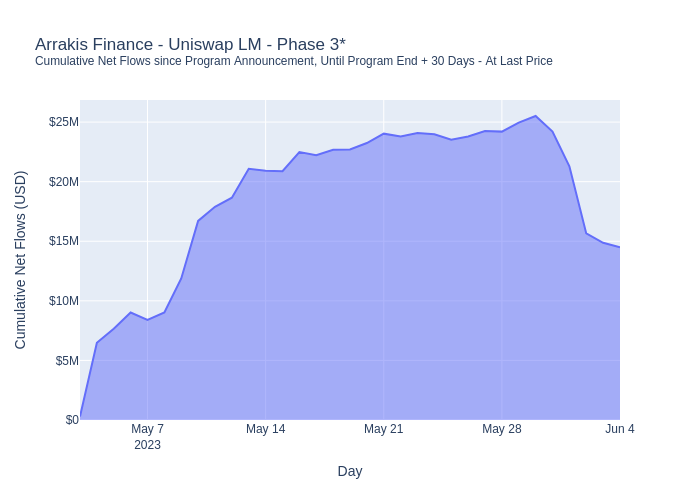 Arrakis Finance - Uniswap LM - Phase 3*
Cumulative Net Flows since Program Announcement, Until Program End + 30 Days - At Last Price
Cumulative Net Flows (USD)
$25M
$20M
$15M
$10M
$5M
$0
May 7
2023
May 14
May 21
May 28
Jun 4
Day